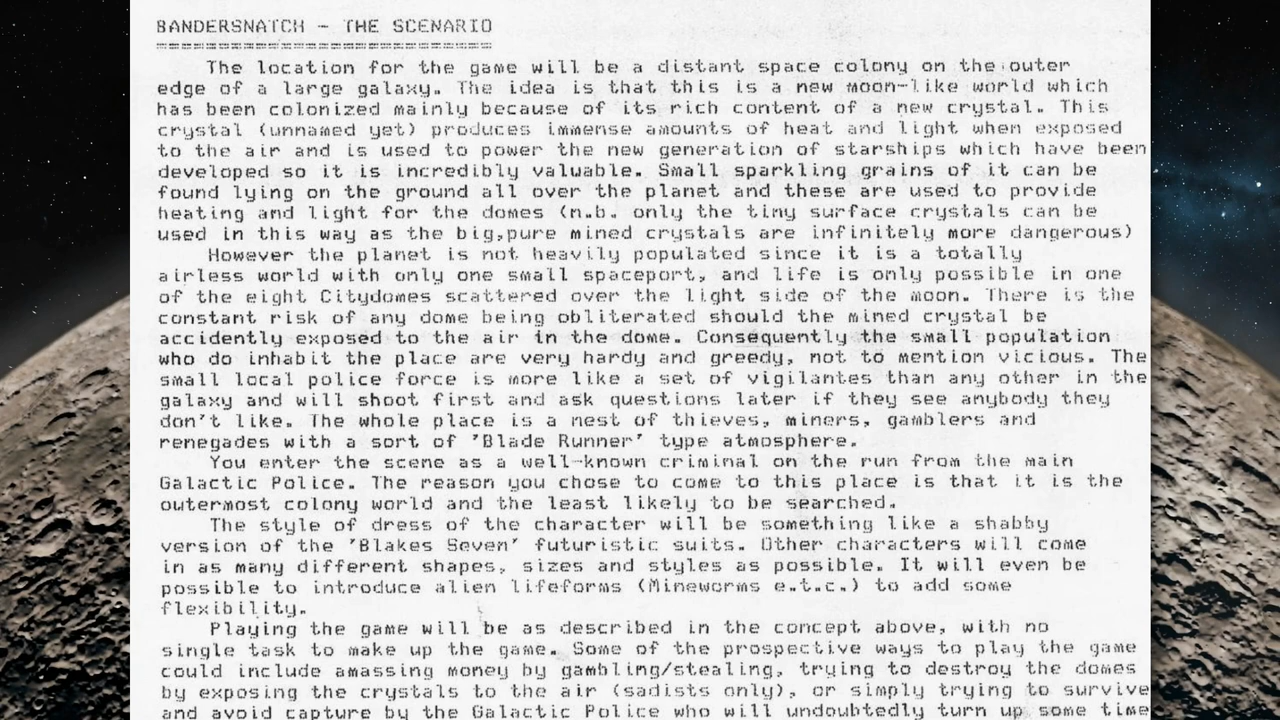 BANDERSNATCH - THE SCENARIO
The location for the game will be a distant space colony on the outer
edge of a large galaxy. The idea is that this is a new moon-like world which
has been colonized mainly because of its rich content of a new crystal. This
crystal (unnamed yet) produces immense amounts of heat and light when exposed
to the air and is used to power the new generation of starships which have been
developed so it is incredibly valuable. Small sparkling grains of it can be
found lying on the ground all over the planet and these are used to provide
heating and light for the domes (n.b. only the tiny surface crystals can be
used in this way as the big,pure mined crystals are infinitely more dangerous)
However the planet is not heavily populated since it is a totally
airless world with only one small spaceport, and life is only possible in one
of the eight Citydomes scattered over the light side of the moon. There is the
constant risk of any dome being obliterated should the mined crystal be
accidently exposed to the air in the dome. Consequently the small population
who do inhabit the place are very hardy and greedy, not to mention vicious. The
small local police force is more like a set of vigilantes than any other in the
galaxy and will shoot first and ask questions later if they see anybody they
don't like. The whole place is a nest of thieves, miners, gamblers and
renegades with a sort of 'Blade Runner' type atmosphere.
You enter the scene as a well-known criminal on the run from the main
Galactic Police. The reason you chose to come to this place is that it is the
outermost colony world and the least likely to be searched.
The style of dress of the character will be something like a shabby
version of the 'Blakes Seven' futuristic suits. Other characters will come
in as many different shapes, sizes and styles as possible. It will even be
possible to introduce alien lifeforms (Mineworms e.t.c.) to add some
flexibility.
Playing the game will be as described in the concept above, with no
single task to make up the game. Some of the prospective ways to play the game
could include amassing money by gambling/stealing, trying to destroy the domes
by exposing the crystals to the air (sadists only), or simply trying to survive
and avoid capture by the Galactic Police who will undoubtedly turn up some time